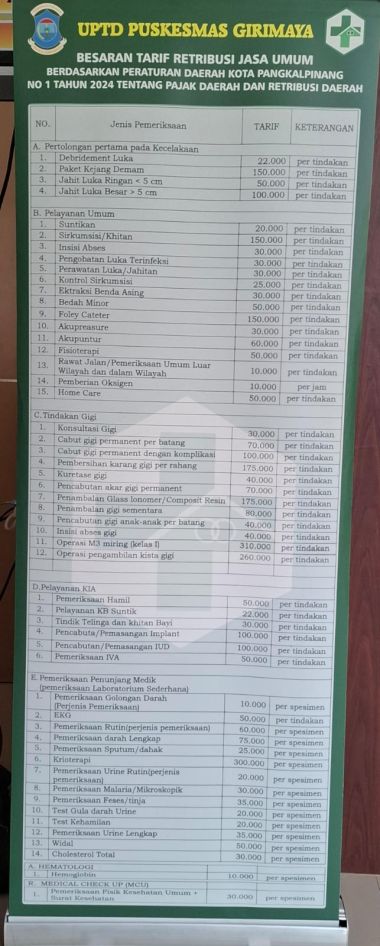 UPTD PUSKESMAS GIRIMAYA
BESARAN TARIF RETRIBUSI JASA UMUM
BERDASARKAN PERATURAN DAERAH KOTA PANGKALPINANG
NO 1 TAHUN 2024 TENTANG PAJAK DAERAH DAN RETRIBUSI DAERAH
NO. Jenis Pemeriksaan TARIF KETERANGAN
A. Pertolongan pertama pada Kecelakaan
1. Debridement Luka 22.000 per tindakan
2. Paket Kejang Demam 150.000 per tindakan
3. Jahit Luka Ringan < 5 cm 50.000 per tindakan
4. Jahit Luka Besar > 5 cm 100.000 per tindakan
B. Pelayanan Umum
1. Suntikan 20.000 per tindakan
2. Sirkumsisi/Khitan 150.000 per tindakan
3. Insisi Abses 30.000 per tindakan
4. Pengobatan Luka Terinfeksi 30.000 per tindakan
5. Perawatan Luka/Jahitan 30.000 per tindakan
6. Kontrol Sirkumsisi 25.000 per tindakan
7. Ektraksi Benda Asing 30.000 per tindakan
8. Bedah Minor 50.000 per tindakan
9. Foley Cateter 150.000 per tindakan
10. Akupreasure 30.000 per tindakan
11. Akupuntur 60.000 per tindakan
12. Fisioterapi 50.000 per tindakan
13. Rawat Jalan/Pemeriksaan Umum Luar
Wilayah dan dalam Wilayah 10.000 per tindakan
14. Pemberian Oksigen 10.000 per jam
15. Home Care 50.000 per tindakan
C.Tindakan Gigi
1. Konsultasi Gigi 30.000 per tindakan
2. Cabut gigi permanent per batang 70.000 per tindakan
3. Cabut gigi permanent dengan komplikasi 100.000 per tindakan
4. Pembersihan karang gigi per rahang 175.000 per tindakan
5. Kuretase gigi 40.000 per tindakan
6. Pencabutan akar gigi permanent 70.000 per tindakan
7. Penambalan Glass Ionomer/Composit Resin 175.000 per tindakan
8. Penambalan gigi sementara 80.000 per tindakan
9. Pencabutan gigi anak-anak per batang 40.000 per tindakan
10. Insisi abses gigi 40.000 per tindakan
11. Operasi M3 miring (kelas I) 310.000 per tindakan
12. Operasi pengambilan kista gigi 260.000 per tindakan
D.Pelayanan KIA
1. Pemeriksaan Hamil 50.000 per tindakan
2. Pelayanan KB Suntik 22.000 per tindakan
3. Tindik Telinga dan khitan Bayi 30.000 per tindakan
4. Pencabuta/Pemasangan Implant 100.000 per tindakan
5. Pencabutan/Pemasangan IUD 100.000 per tindakan
6. Pemeriksaan IVA 50.000 per tindakan
E. Pemeriksaan Penunjang Medik
(pemeriksaan Laboratorium Sederhana)
1. Pemeriksaan Golongan Darah
(Perjenis Pemeriksaan) 10.000 per spesimen
2. EKG 50.000 per tindakan
3. Pemeriksaan Rutin(perjenis pemeriksaan) 60.000 per spesimen
4. Pemeriksaan darah Lengkap 75.000 per spesimen
5. Pemeriksaan Sputum/dahak 25.000 per spesimen
6. Krioterapi 300.000 per spesimen
7. Pemeriksaan Urine Rutin(perjenis
pemeriksaan) 20.000 per spesimen
8. Pemeriksaan Malaria/Mikroskopik 30.000 per spesimen
9. Pemeriksaan Feses/tinja 35.000 per spesimen
10. Test Gula darah Urine 20.000 per spesimen
11. Test Kehamilan 20.000 per spesimen
12. Pemeriksaan Urine Lengkap 35.000 per spesimen
13. Widal 50.000 per spesimen
14. Cholesterol Total 30.000 per spesimen
A. HEMATOLOGI
1. Hemoglobin 10.000 per spesimen
R. MEDICAL CHECK UP (MCU)
1. Pemeriksaan Fisik Kesehatan Umum +
Surat Kesehatan 30.000 per spesimen